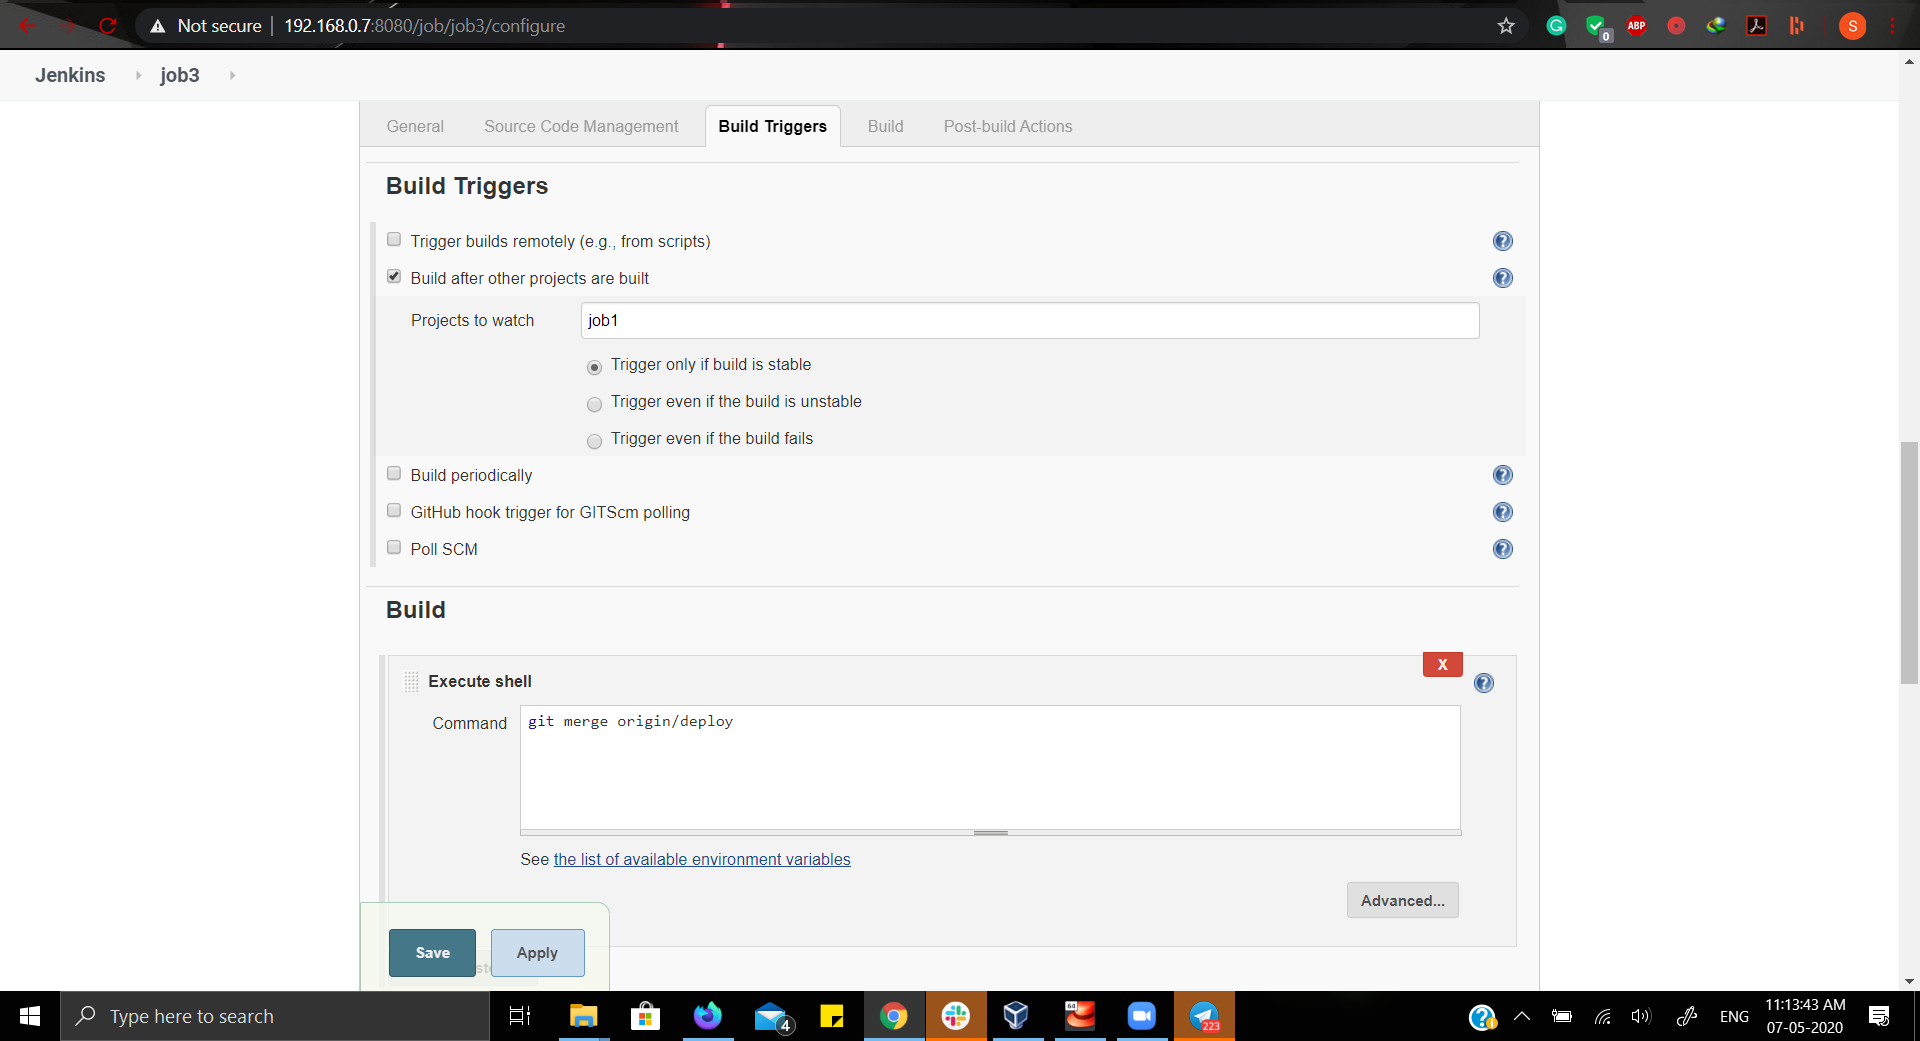 Not secure | 192.168.0.7:8080/job/job3/configure
0
ABP
S
Jenkins
job3
General
Source Code Management
Build Triggers
Build
Post-build Actions
Build Triggers
Trigger builds remotely (e.g., from scripts)
Build after other projects are built
Projects to watch
job1
Trigger only if build is stable
Trigger even if the build is unstable
Trigger even if the build fails
Build periodically
GitHub hook trigger for GITScm polling
Poll SCM
Build
X
Execute shell
Command
git merge origin/deploy
See the list of available environment variables
Advanced...
Save
Apply
Type here to search
4
64
223
ENG
11:13:43 AM
07-05-2020